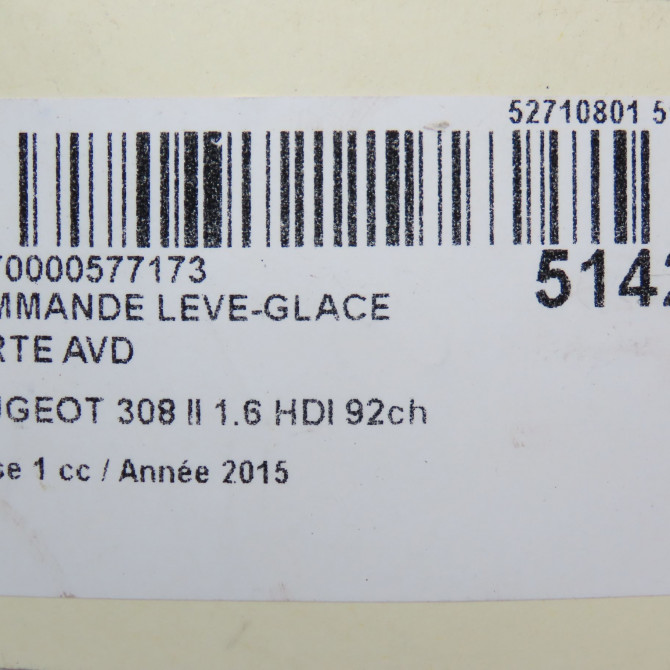 52710801 5
70000577173
5142
MMANDE LEVE-GLACE
RTE AVD
UGEOT 308 II 1.6 HDI 92ch
se 1 cc / Année 2015